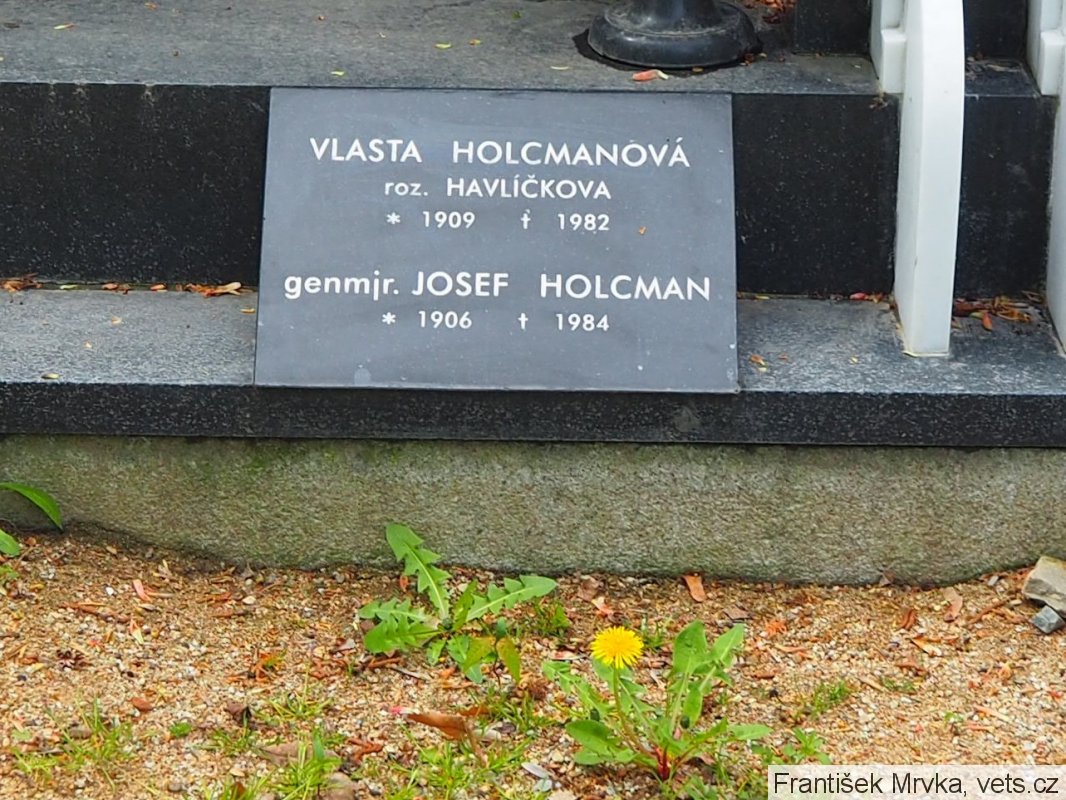 VLASTA HOLCMANOVÁ
roz. HAVLÍČKOVA
* 1909 † 1982
genmjr. JOSEF HOLCMAN
* 1906 † 1984
František Mrvka, vets.cz